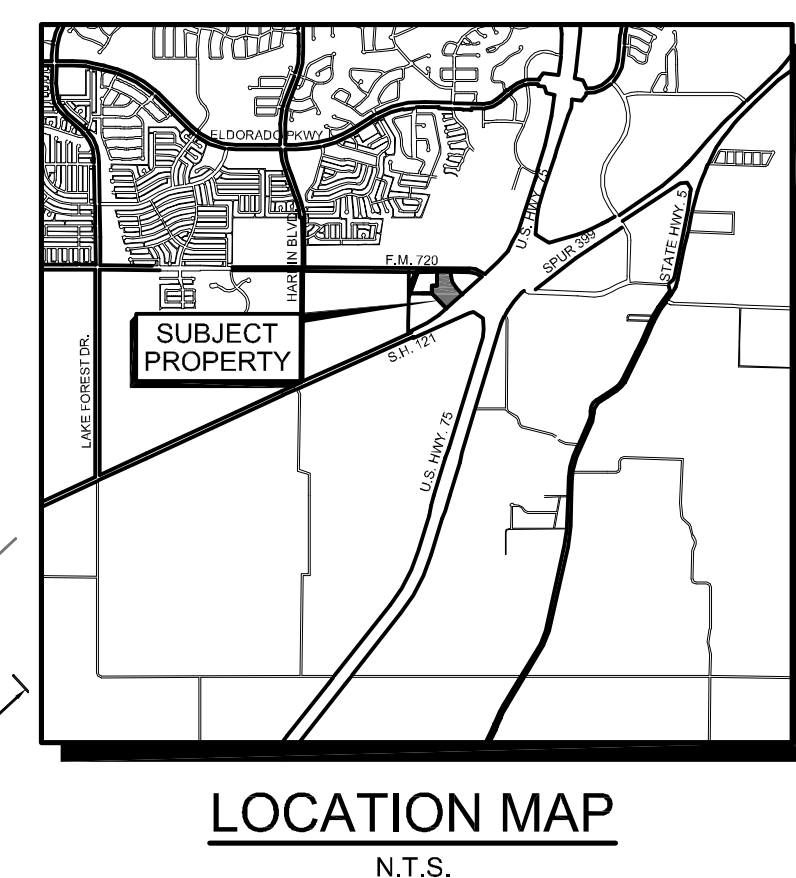 ELDORADO PKWY
U.S. HWY. 75
HARDIN BLVD.
F.M. 720
SPUR 399
STATE HWY. 5
SUBJECT
PROPERTY
S.H. 121
LAKE FOREST DR.
U.S. HWY. 75
LOCATION MAP
N.T.S.